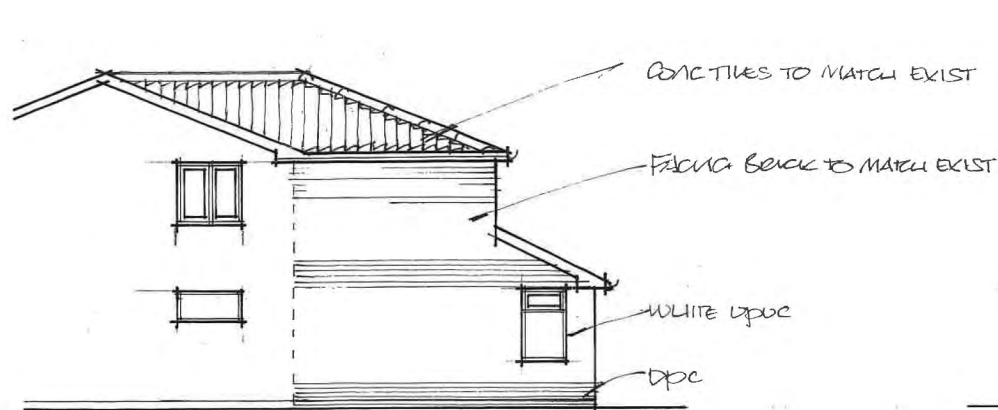 CONC TILES TO MATCH EXIST
FACING BRICK TO MATCH EXIST
WHITE UPVC
DPC